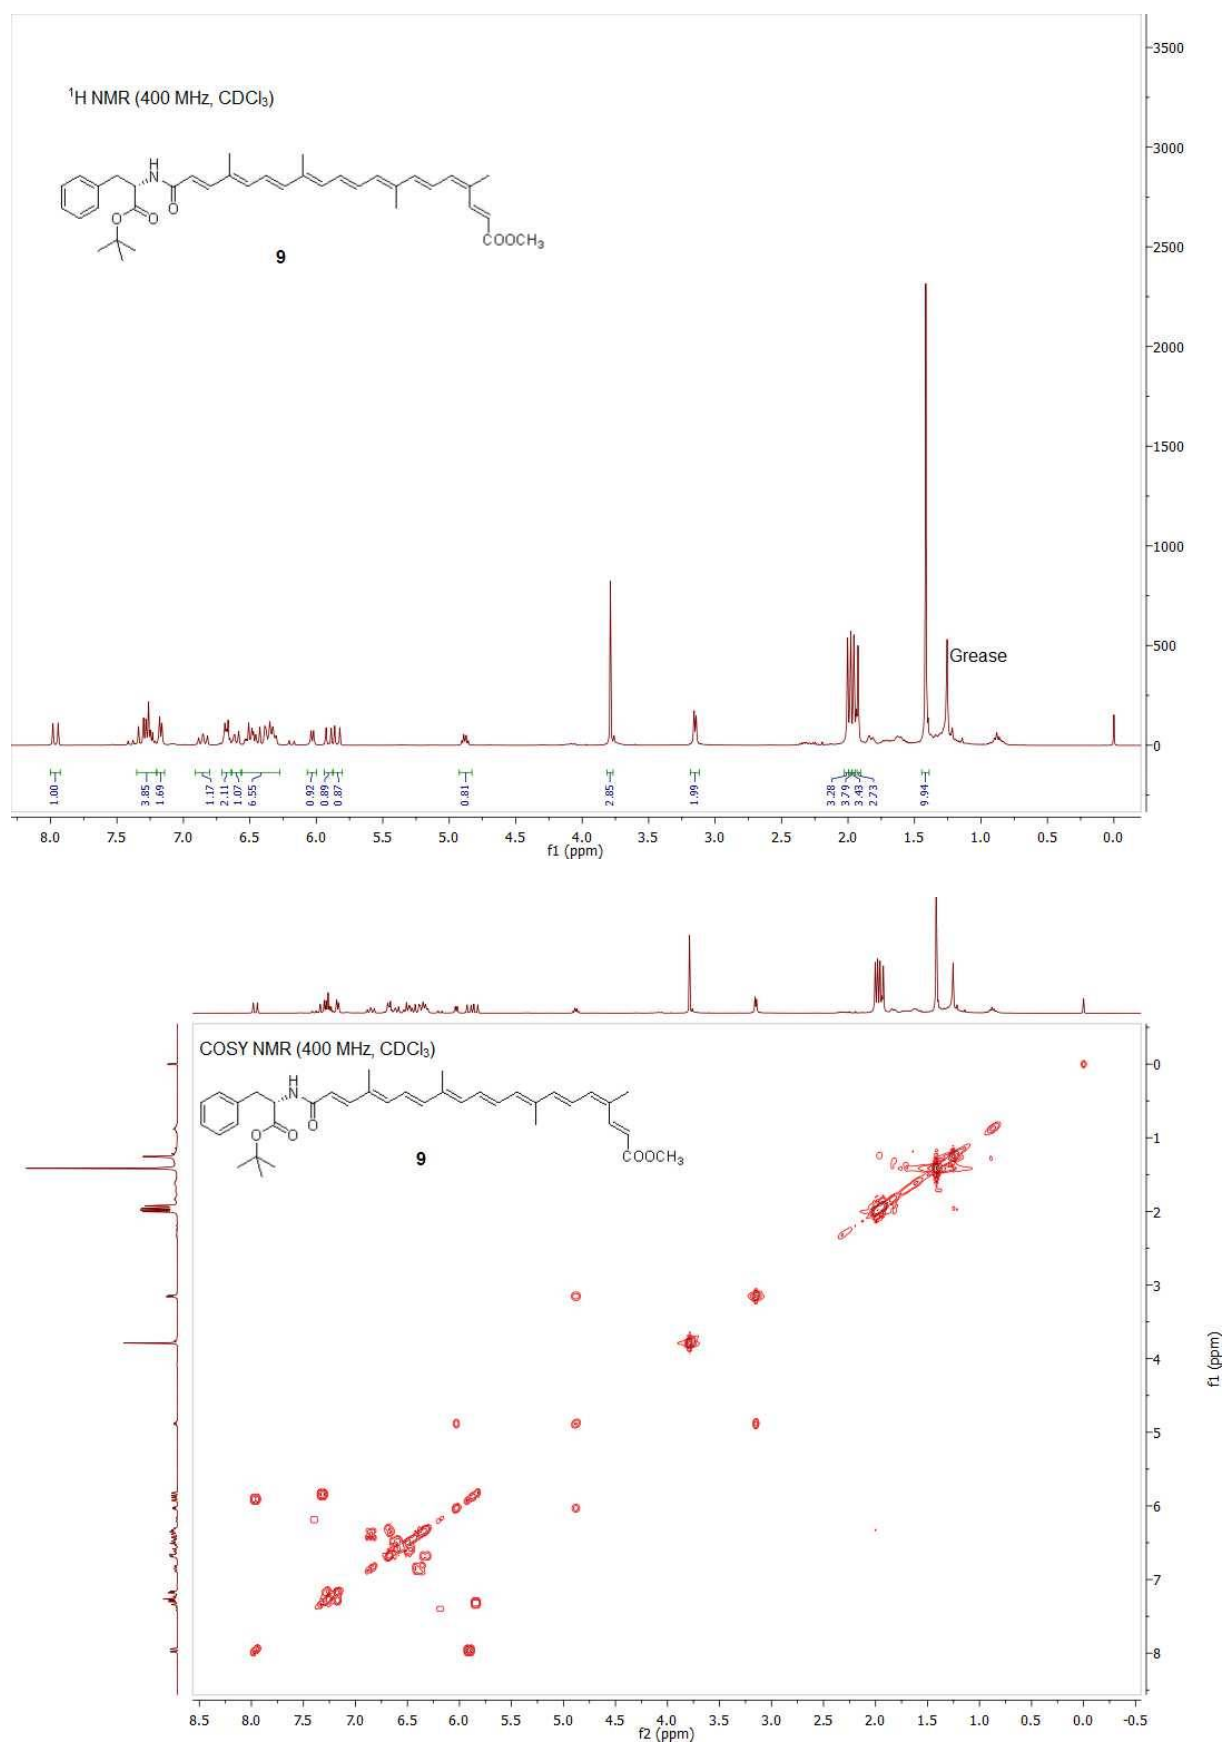 3500
¹H NMR (400 MHz, CDCl₃)
3000
H
N
O
O
O
COOCH₃
9
2500
2000
1500
1000
Grease
500
0
1.00
3.85
1.69
1.17
2.11
1.07
6.55
0.92
0.89
0.87
0.81
2.85
1.99
3.28
3.79
3.43
2.73
9.94
8.0 7.5 7.0 6.5 6.0 5.5 5.0 4.5 4.0 3.5 3.0 2.5 2.0 1.5 1.0 0.5 0.0
f1 (ppm)
COSY NMR (400 MHz, CDCl₃)
H
N
O
O
O
COOCH₃
9
0
1
2
3
4
5
6
7
8
f1 (ppm)
8.5 8.0 7.5 7.0 6.5 6.0 5.5 5.0 4.5 4.0 3.5 3.0 2.5 2.0 1.5 1.0 0.5 0.0 -0.5
f2 (ppm)